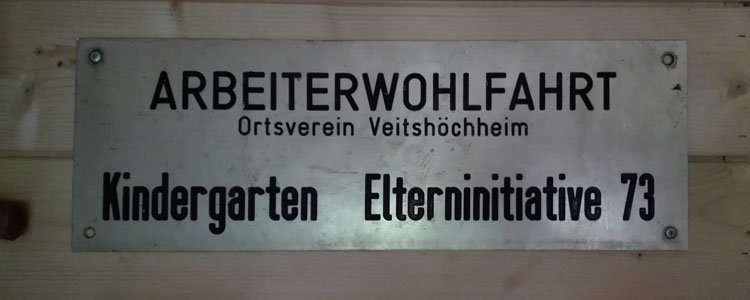 ARBEITERWOHLFAHRT
Ortsverein Veitshöchheim
Kindergarten Elterninitiative 73